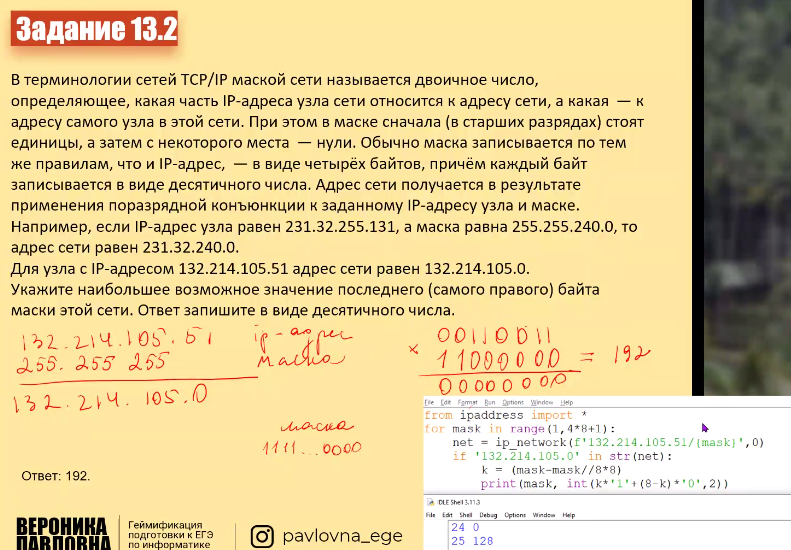 Задание 13.2
В терминологии сетей TCP/IP маской сети называется двоичное число,
определяющее, какая часть IP-адреса узла сети относится к адресу сети, а какая — к
адресу самого узла в этой сети. При этом в маске сначала (в старших разрядах) стоят
единицы, а затем с некоторого места — нули. Обычно маска записывается по тем
же правилам, что и IP-адрес, — в виде четырёх байтов, причём каждый байт
записывается в виде десятичного числа. Адрес сети получается в результате
применения поразрядной конъюнкции к заданному IP-адресу узла и маске.
Например, если IP-адрес узла равен 231.32.255.131, а маска равна 255.255.240.0, то
адрес сети равен 231.32.240.0.
Для узла с IP-адресом 132.214.105.51 адрес сети равен 132.214.105.0.
Укажите наибольшее возможное значение последнего (самого правого) байта
маски этой сети. Ответ запишите в виде десятичного числа.
132.214.105.51 ip-адрес
255.255 255 маска
132.214.105.0
маска
1111...0000
00110011
× 11000000 = 192
00000000
Ответ: 192.
File Edit Format Run Options Window Help
from ipaddress import *
for mask in range(1,4*8+1):
net = ip_network(f'132.214.105.51/{mask}',0)
if '132.214.105.0' in str(net):
k = (mask-mask//8*8)
print(mask, int(k*'1'+(8-k)*'0',2))
IDLE Shell 3.11.3
File Edit Shell Debug Options Window Help
24 0
25 128
ВЕРОНИКА
ПАВЛОВНА
Геймификация
подготовки к ЕГЭ
по информатике
pavlovna_ege